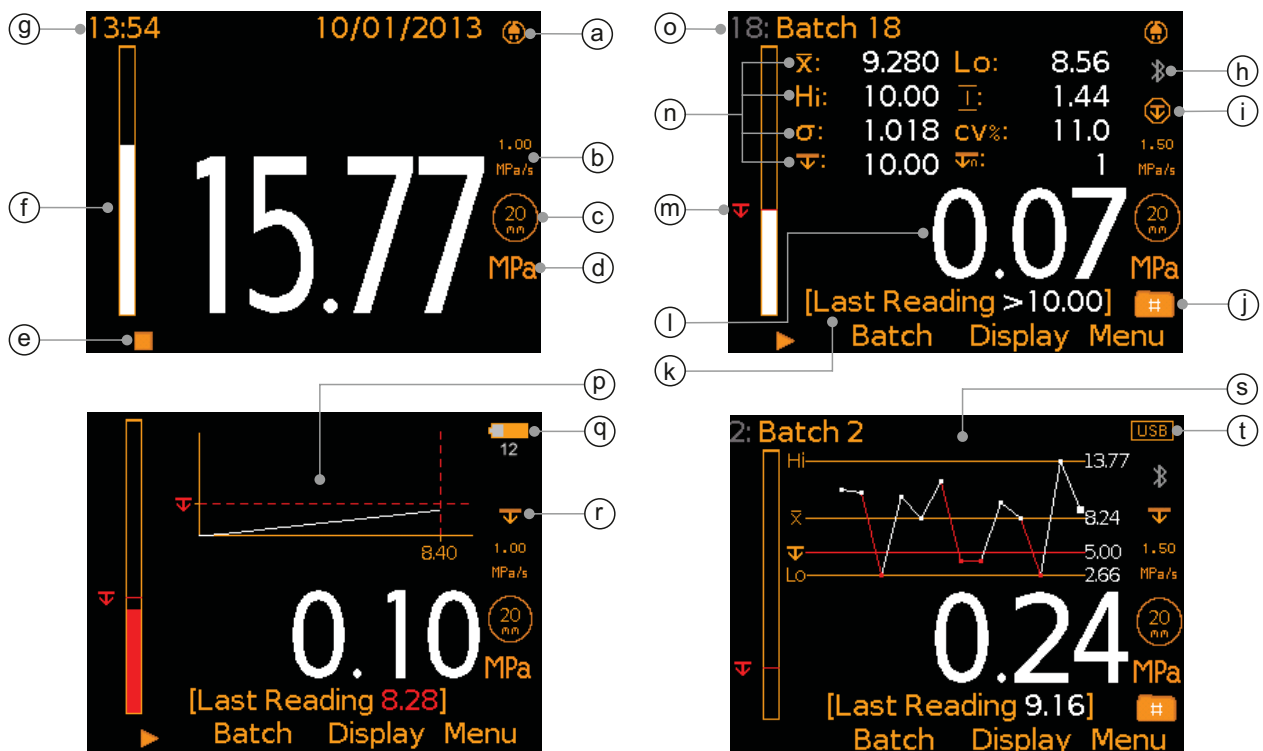 g 13:54 10/01/2013 a
1.00 b
MPa/s
15.77
f
20 c
mm
MPa d
e
o 18: Batch 18
x̅: 9.280 Lo: 8.56 h
n Hi: 10.00 I: 1.44 i
σ: 1.018 cv%: 11.0 1.50
10.00 n: 1 MPa/s
m
0.07
20
mm
MPa
l
[Last Reading >10.00] # j
Batch Display Menu
k
p
q
12
r
8.40 1.00
MPa/s
0.10
20
mm
MPa
[Last Reading 8.28]
Batch Display Menu
s
2: Batch 2 USB t
Hi 13.77
x̅ 8.24
5.00 1.50
Lo 2.66 MPa/s
0.24
20
mm
MPa
[Last Reading 9.16] #
Batch Display Menu